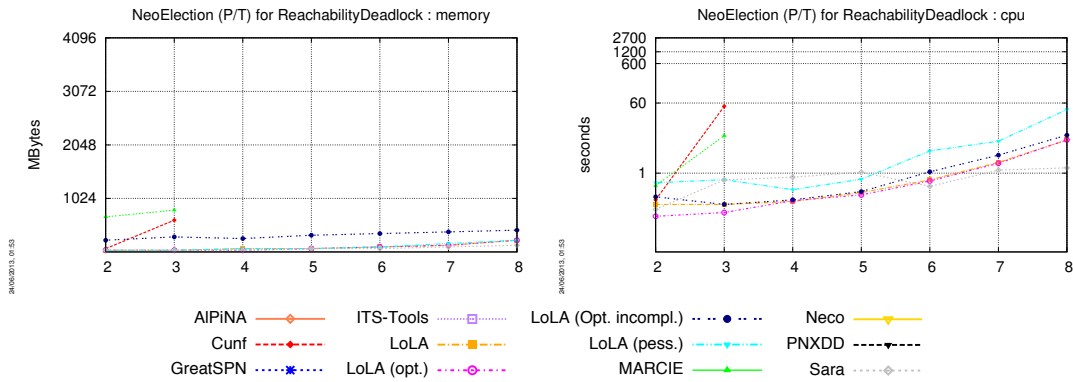 NeoElection (P/T) for ReachabilityDeadlock : memory
4096
3072
2048
1024
MBytes
2 3 4 5 6 7 8
24/06/2013, 01:53
NeoElection (P/T) for ReachabilityDeadlock : cpu
2700
1200
600
60
1
seconds
2 3 4 5 6 7 8
24/06/2013, 01:53
AlPiNA
Cunf
GreatSPN
ITS-Tools
LoLA
LoLA (opt.)
LoLA (Opt. incompl.)
LoLA (pess.)
MARCIE
Neco
PNXDD
Sara